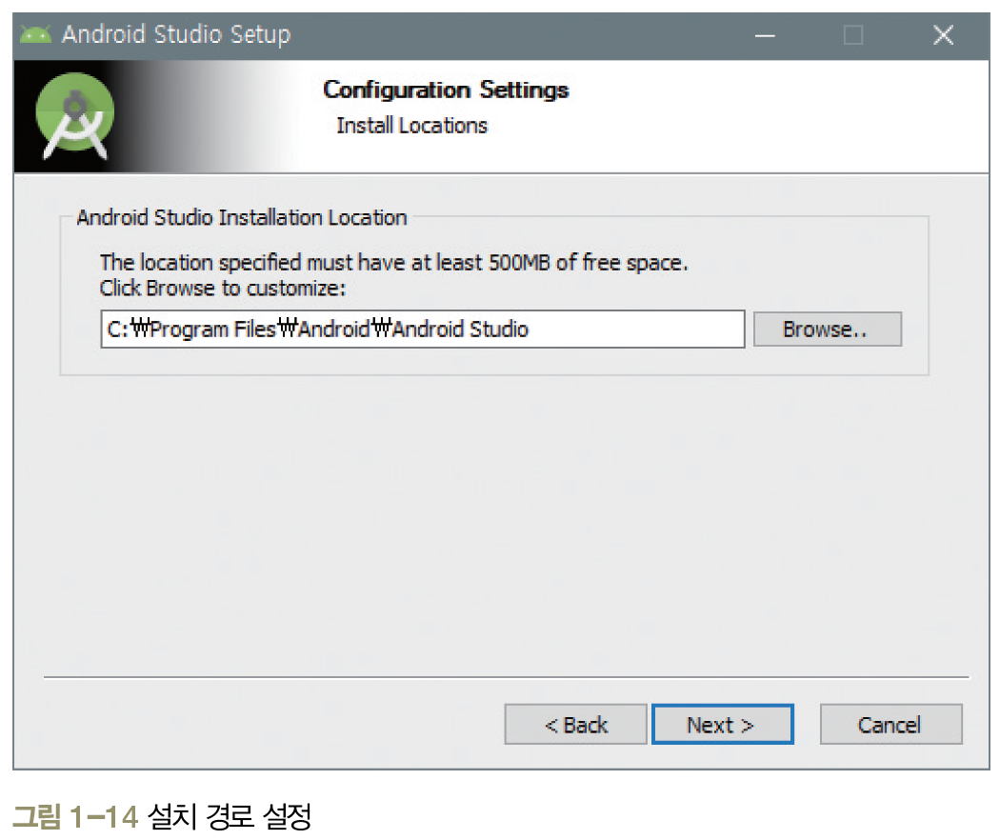 Android Studio Setup
Configuration Settings
Install Locations
Android Studio Installation Location
The location specified must have at least 500MB of free space.
Click Browse to customize:
C:₩Program Files₩Android₩Android Studio
Browse..
< Back
Next >
Cancel
그림 1-14 설치 경로 설정